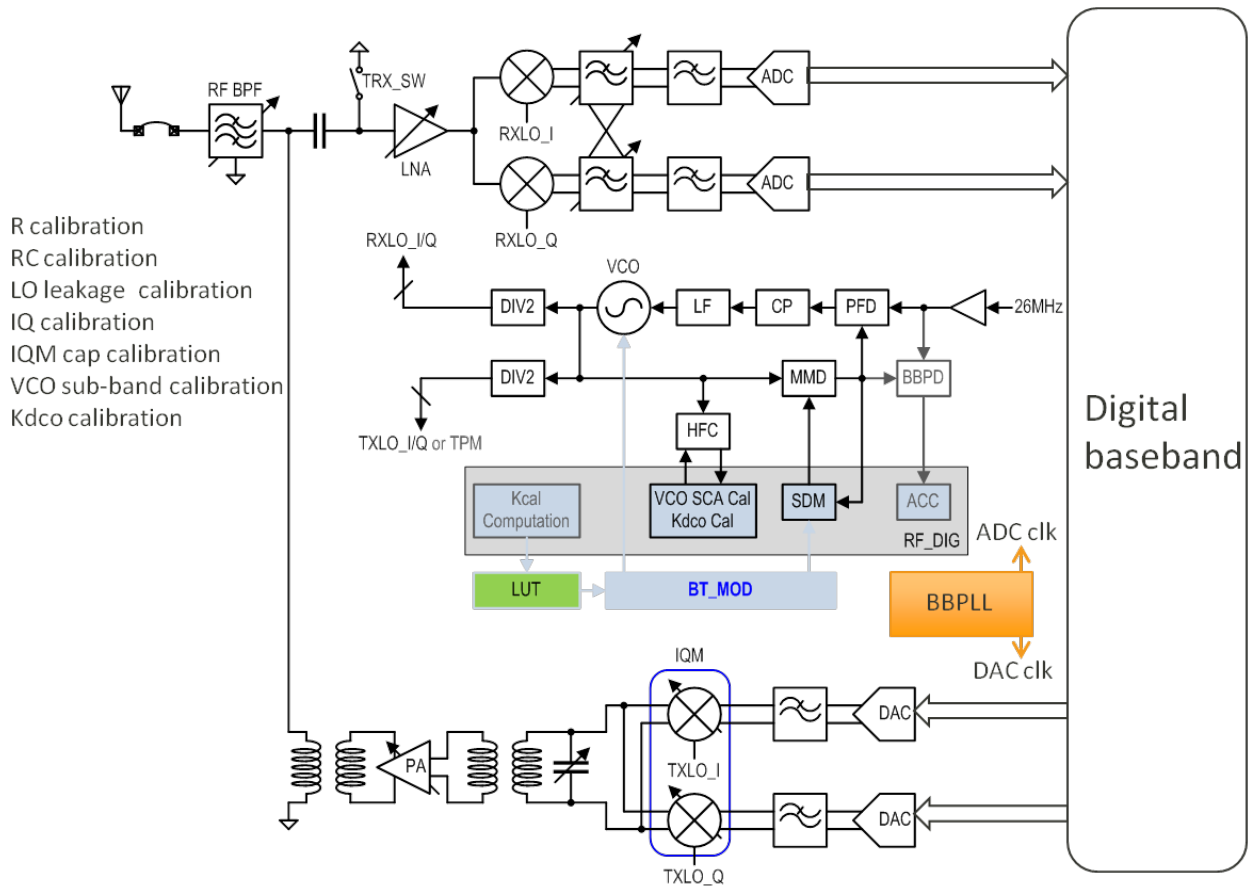 RF BPF
TRX_SW
LNA
RXLO_I
ADC
RXLO_Q
ADC
R calibration
RC calibration
LO leakage calibration
IQ calibration
IQM cap calibration
VCO sub-band calibration
Kdco calibration
RXLO_I/Q
DIV2
VCO
LF
CP
PFD
26MHz
DIV2
MMD
BBPD
TXLO_I/Q or TPM
HFC
Kcal
Computation
VCO SCA Cal
Kdco Cal
SDM
ACC
RF_DIG
LUT
BT_MOD
ADC clk
BBPLL
DAC clk
Digital
baseband
IQM
PA
TXLO_I
DAC
TXLO_Q
DAC